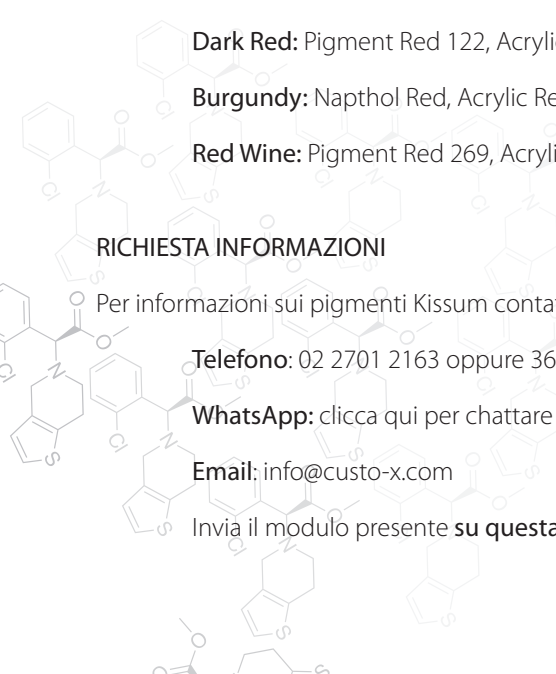 Dark Red: Pigment Red 122, Acryli
Burgundy: Napthol Red, Acrylic Re
Red Wine: Pigment Red 269, Acryli
RICHIESTA INFORMAZIONI
Per informazioni sui pigmenti Kissum conta
Telefono: 02 2701 2163 oppure 36
WhatsApp: clicca qui per chattare
Email: info@custo-x.com
Invia il modulo presente su questa